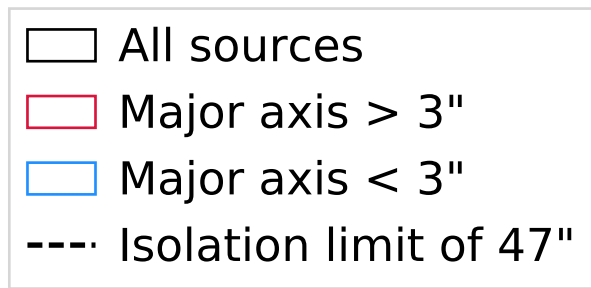 All sources
Major axis > 3"
Major axis < 3"
Isolation limit of 47"